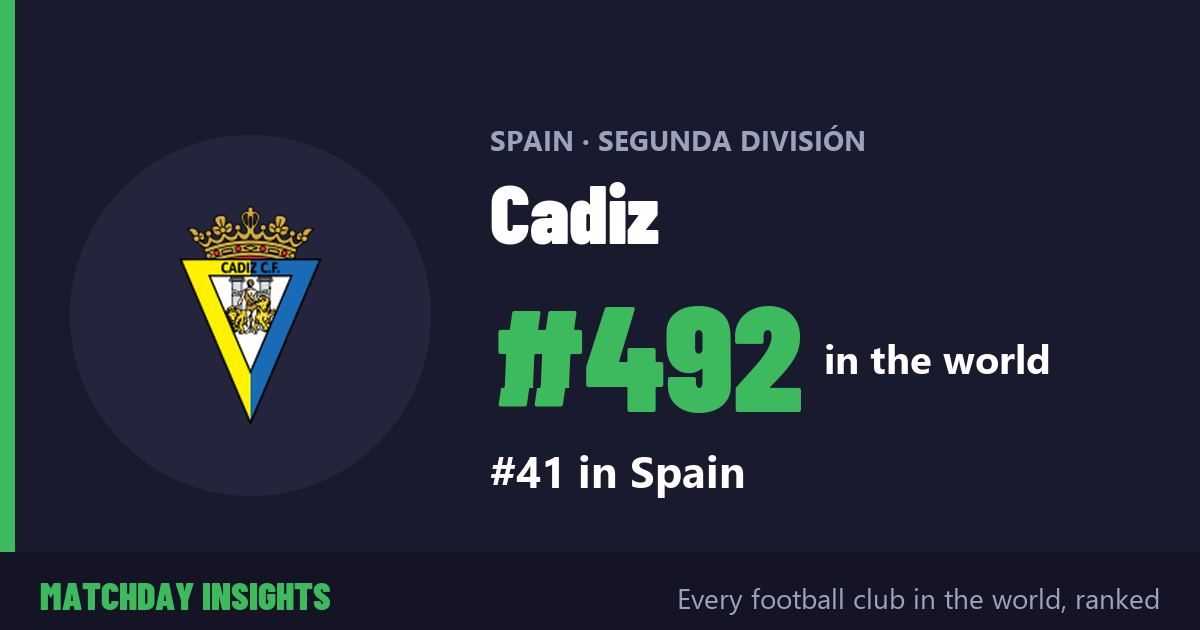 SPAIN · SEGUNDA DIVISIÓN
Cadiz
CADIZ C.F.
#492 in the world
#41 in Spain
MATCHDAY INSIGHTS
Every football club in the world, ranked